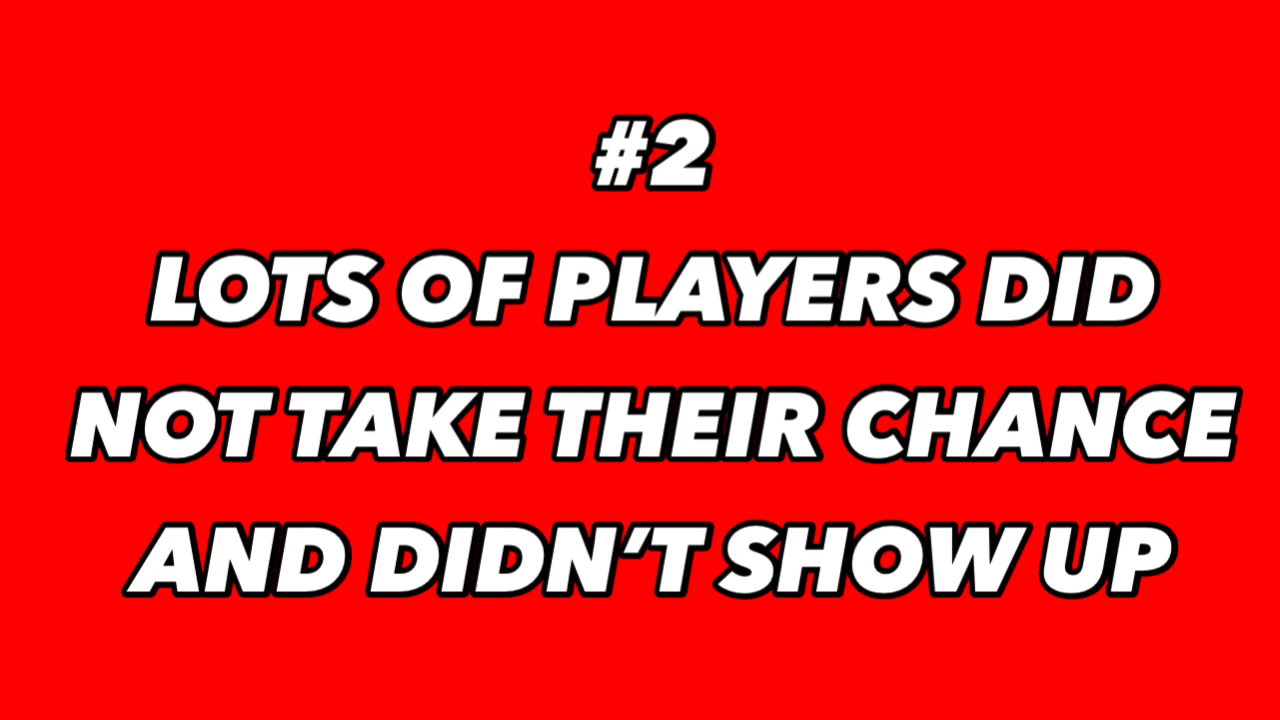 #2
LOTS OF PLAYERS DID
NOT TAKE THEIR CHANCE
AND DIDN’T SHOW UP